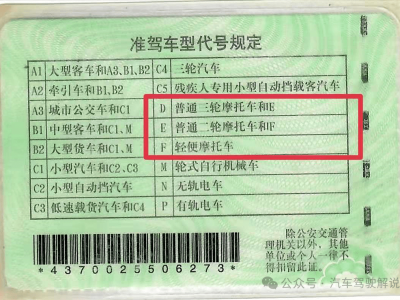 准驾车型代号规定
A1 大型客车和A3、B1、B2 C4 三轮汽车
A2 牵引车和B1、B2 C5 残疾人专用小型自动挡载客汽车
A3 城市公交车和C1 D 普通三轮摩托车和E
B1 中型客车和C1、M E 普通二轮摩托车和F
B2 大型货车和C1、M F 轻便摩托车
C1 小型汽车和C2、C3 M 轮式自行机械车
C2 小型自动挡汽车 N 无轨电车
C3 低速载货汽车和C4 P 有轨电车
除公安交通管
理机关以外,其他
单位或个人一律不
得扣留此证。
*4370025506273*
公众号·汽车驾驶解说